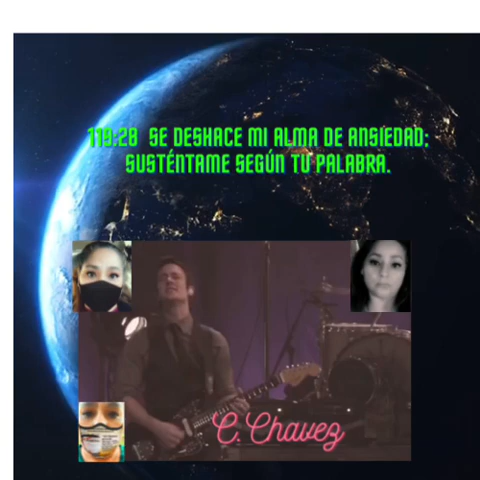 119:28 SE DESHACE MI ALMA DE ANSIEDAD;
SUSTÉNTAME SEGÚN TU PALABRA.
C. Chavez